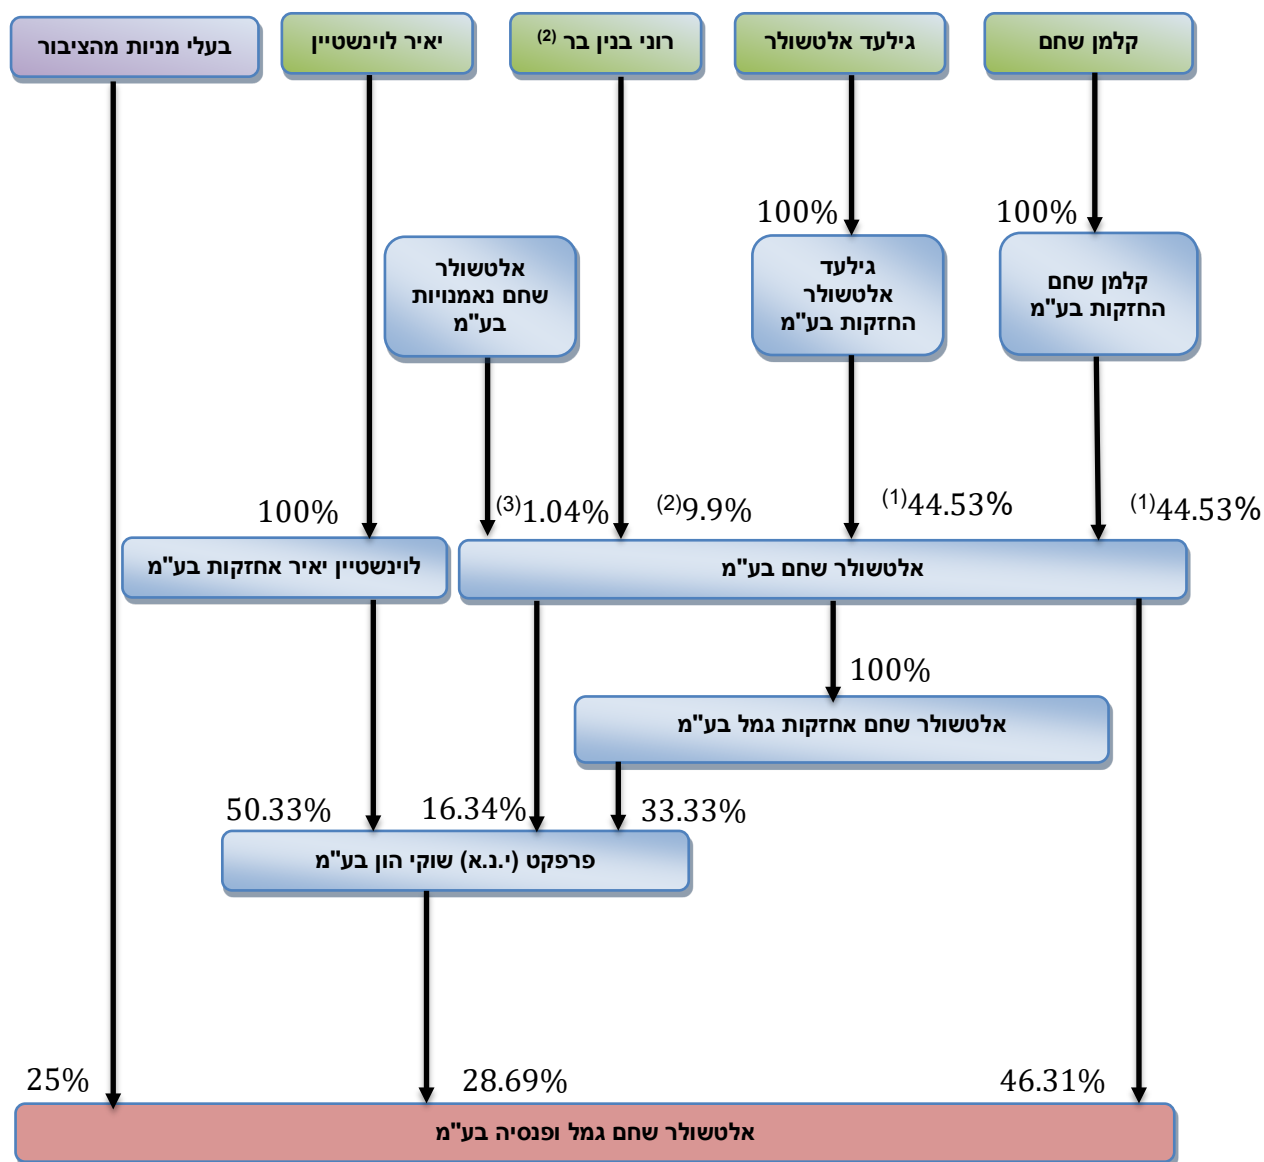 קלמן שחם
גילעד אלטשולר
רוני בנין בר (2)
יאיר לוינשטיין
בעלי מניות מהציבור
100%
100%
קלמן שחם
החזקות בע"מ
גילעד
אלטשולר
החזקות בע"מ
אלטשולר
שחם נאמנויות
בע"מ
(1)44.53%
(1)44.53%
(2)9.9%
(3)1.04%
100%
אלטשולר שחם בע"מ
לוינשטיין יאיר אחזקות בע"מ
100%
אלטשולר שחם אחזקות גמל בע"מ
33.33%
16.34%
50.33%
פרפקט (י.נ.א) שוקי הון בע"מ
46.31%
28.69%
25%
אלטשולר שחם גמל ופנסיה בע"מ